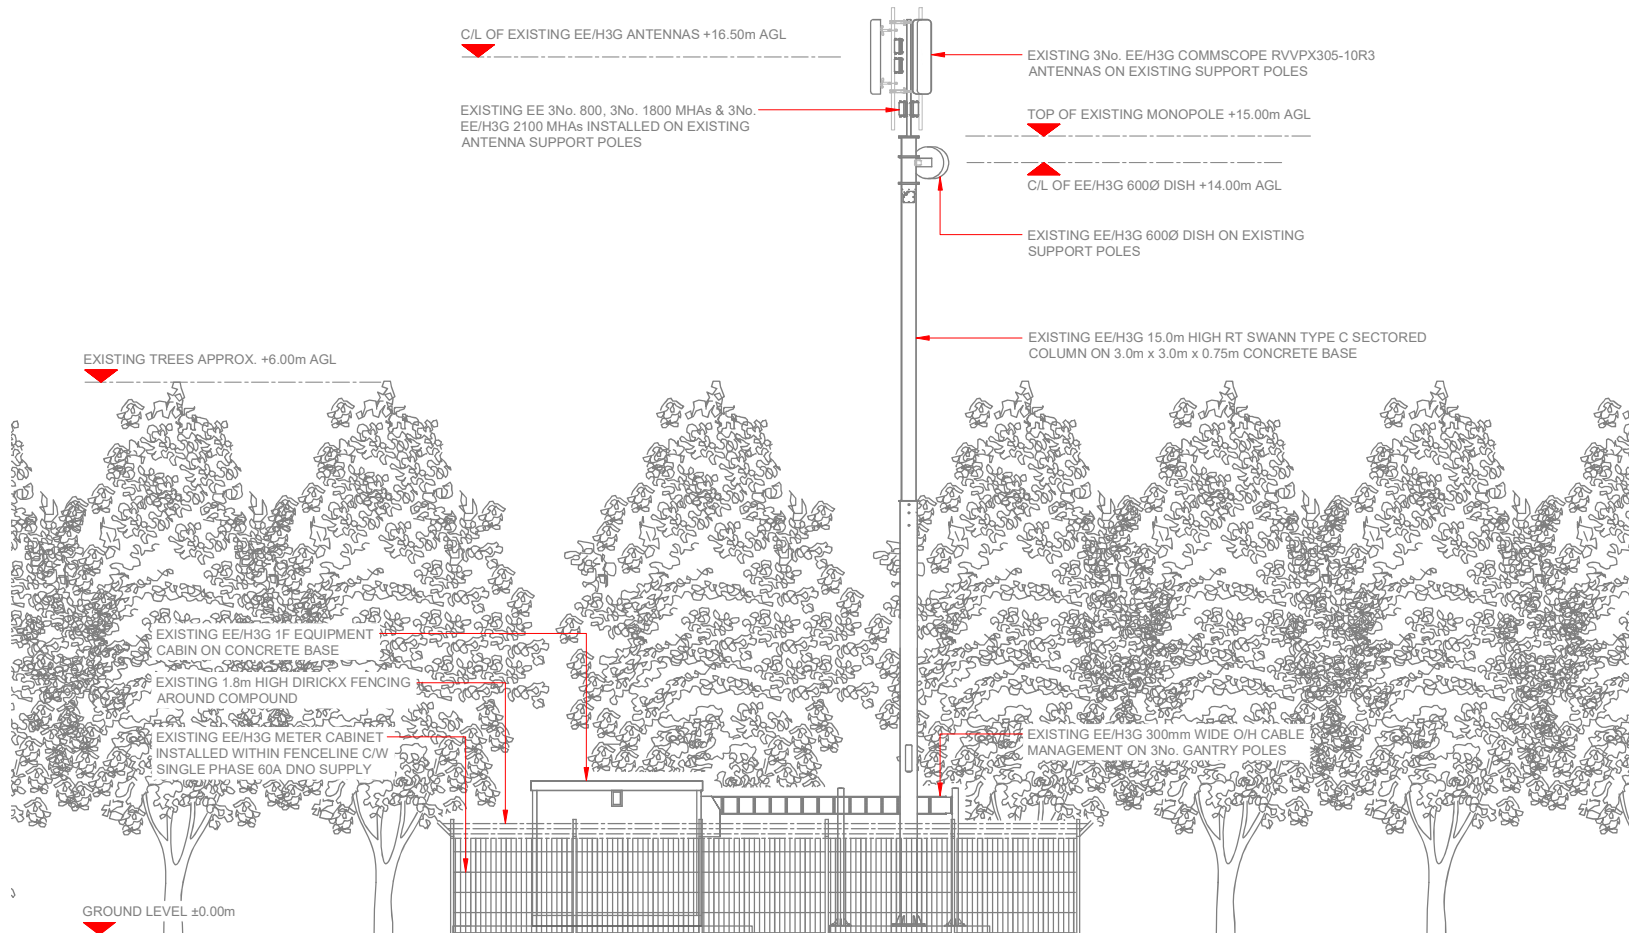 C/L OF EXISTING EE/H3G ANTENNAS +16.50m AGL
EXISTING 3No. EE/H3G COMMSCOPE RVVPX305-10R3
ANTENNAS ON EXISTING SUPPORT POLES
EXISTING EE 3No. 800, 3No. 1800 MHAs & 3No.
EE/H3G 2100 MHAs INSTALLED ON EXISTING
ANTENNA SUPPORT POLES
TOP OF EXISTING MONOPOLE +15.00m AGL
C/L OF EE/H3G 600Ø DISH +14.00m AGL
EXISTING EE/H3G 600Ø DISH ON EXISTING
SUPPORT POLES
EXISTING EE/H3G 15.0m HIGH RT SWANN TYPE C SECTORED
COLUMN ON 3.0m x 3.0m x 0.75m CONCRETE BASE
EXISTING TREES APPROX. +6.00m AGL
EXISTING EE/H3G 1F EQUIPMENT
CABIN ON CONCRETE BASE
EXISTING 1.8m HIGH DIRICKX FENCING
AROUND COMPOUND
EXISTING EE/H3G METER CABINET
INSTALLED WITHIN FENCELINE C/W
SINGLE PHASE 60A DNO SUPPLY
EXISTING EE/H3G 300mm WIDE O/H CABLE
MANAGEMENT ON 3No. GANTRY POLES
GROUND LEVEL ±0.00m